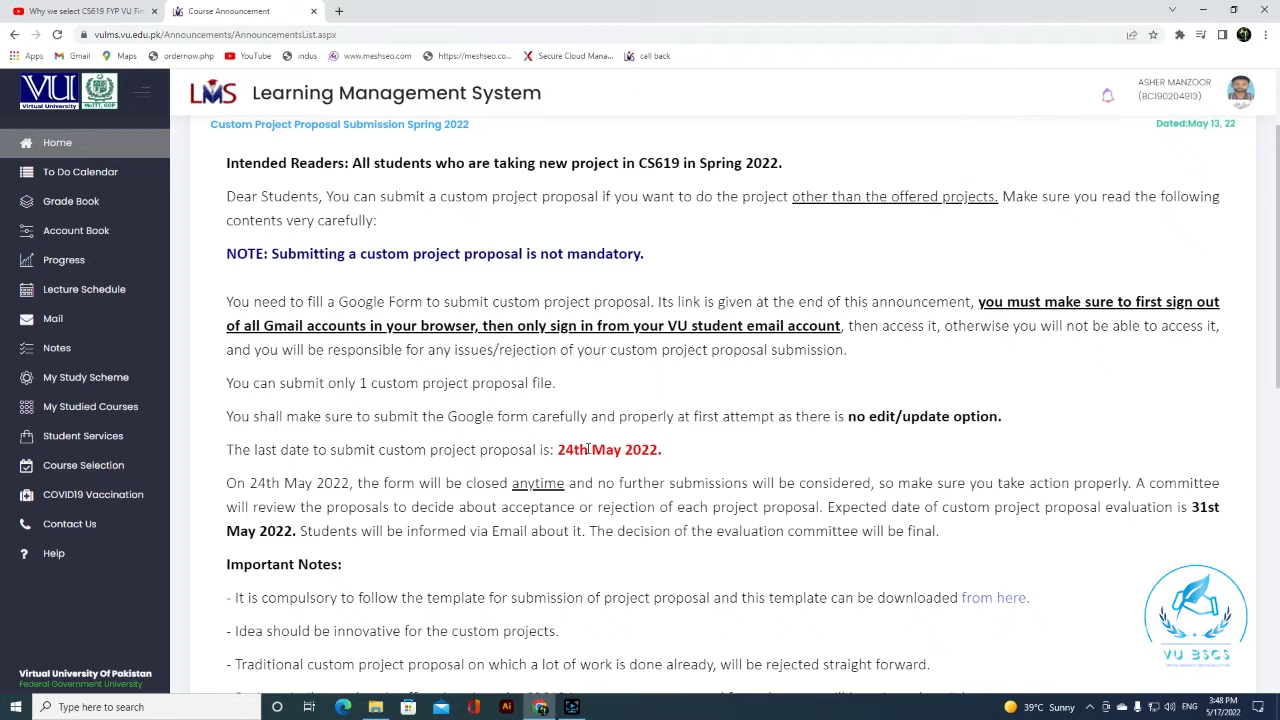 Why we select CS619 FYP VU Fin
Course
vulms.vu.edu.pk/Announcements/AnnouncementsList.aspx
Apps
Gmail
Maps
ordernow.php
YouTube
indus
www.meshseo.com
https://meshseo.co...
Secure Cloud Mana...
call back
VU
Virtual University
MoITT, GOP
LMS
Learning Management System
ASHER MANZOOR
(BC190204913)
Home
To Do Calendar
Grade Book
Account Book
Progress
Lecture Schedule
Mail
Notes
My Study Scheme
My Studied Courses
Student Services
Course Selection
COVID19 Vaccination
Contact Us
Help
Virtual University Of Pakistan
Federal Government University
Custom Project Proposal Submission Spring 2022
Dated:May 13, 22
Intended Readers: All students who are taking new project in CS619 in Spring 2022.
Dear Students, You can submit a custom project proposal if you want to do the project other than the offered projects. Make sure you read the following
contents very carefully:
NOTE: Submitting a custom project proposal is not mandatory.
You need to fill a Google Form to submit custom project proposal. Its link is given at the end of this announcement, you must make sure to first sign out
of all Gmail accounts in your browser, then only sign in from your VU student email account, then access it, otherwise you will not be able to access it,
and you will be responsible for any issues/rejection of your custom project proposal submission.
You can submit only 1 custom project proposal file.
You shall make sure to submit the Google form carefully and properly at first attempt as there is no edit/update option.
The last date to submit custom project proposal is: 24th May 2022.
On 24th May 2022, the form will be closed anytime and no further submissions will be considered, so make sure you take action properly. A committee
will review the proposals to decide about acceptance or rejection of each project proposal. Expected date of custom project proposal evaluation is 31st
May 2022. Students will be informed via Email about it. The decision of the evaluation committee will be final.
Important Notes:
- It is compulsory to follow the template for submission of project proposal and this template can be downloaded from here.
- Idea should be innovative for the custom projects.
- Traditional custom project proposal on which a lot of work is done already, will be rejected straight forward.
VU BSCS
Type here to search
39°C Sunny
3:48 PM
5/17/2022